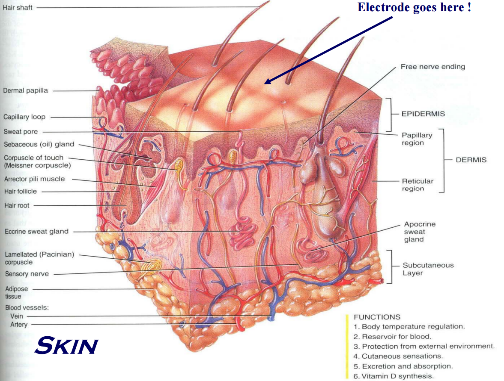 Electrode goes here !
Hair shaft
Free nerve ending
Dermal papilla
EPIDERMIS
Capillary loop
Papillary
region
Sweat pore
Sebaceous (oil) gland
DERMIS
Corpuscle of touch
(Meissner corpuscle)
Arrector pili muscle
Reticular
region
Hair follicle
Hair root
Apocrine
sweat
gland
Eccrine sweat gland
Lamellated (Pacinian)
corpuscle
Subcutaneous
Layer
Sensory nerve
Adipose
tissue
Blood vessels:
Vein
Artery
SKIN
FUNCTIONS
1. Body temperature regulation.
2. Reservoir for blood.
3. Protection from external environment.
4. Cutaneous sensations.
5. Excretion and absorption.
6. Vitamin D synthesis.